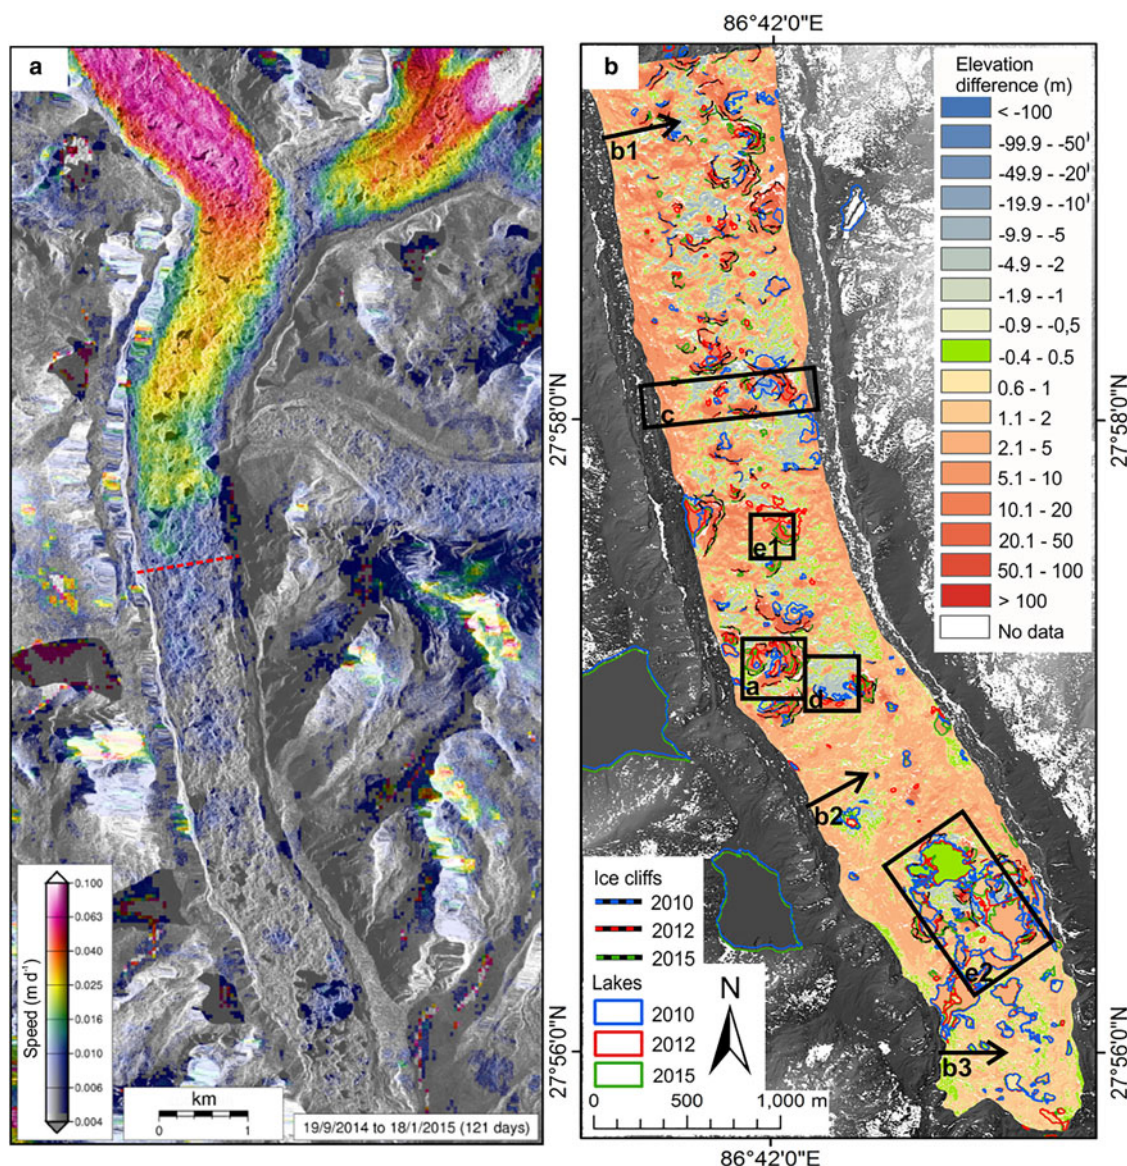 86°42'0"E
a
b
Elevation
difference (m)
< -100
-99.9 - -50
-49.9 - -20
-19.9 - -10
-9.9 - -5
-4.9 - -2
-1.9 - -1
-0.9 - -0,5
-0.4 - 0.5
0.6 - 1
1.1 - 2
2.1 - 5
5.1 - 10
10.1 - 20
20.1 - 50
50.1 - 100
> 100
No data
b1
c
27°58'0"N
27°58'0"N
e1
a
d
b2
e2
b3
Speed (m d⁻¹)
0.100
0.063
0.040
0.026
0.016
0.010
0.006
0.004
km
0 1
19/9/2014 to 18/1/2015 (121 days)
Ice cliffs
2010
2012
2015
Lakes
2010
2012
2015
N
0 500 1,000 m
27°56'0"N
27°56'0"N
86°42'0"E